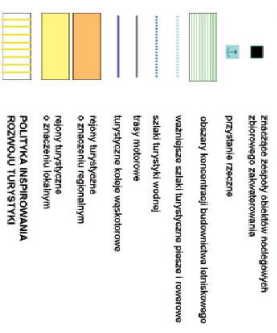 znaczące zespoły obiektów noclegowych
zbiorowego zakwaterowania
przystanie rzeczne
obszary koncentracji budownictwa letniskowego
ważniejsze szlaki turystyczne piesze i rowerowe
szlaki turystyki wodnej
trasy motorowe
turystyczne koleje wąskotorowe
rejony turystyczne
o znaczeniu regionalnym
rejony turystyczne
o znaczeniu lokalnym
POLITYKA INSPIROWANIA
ROZWOJU TURYSTYKI